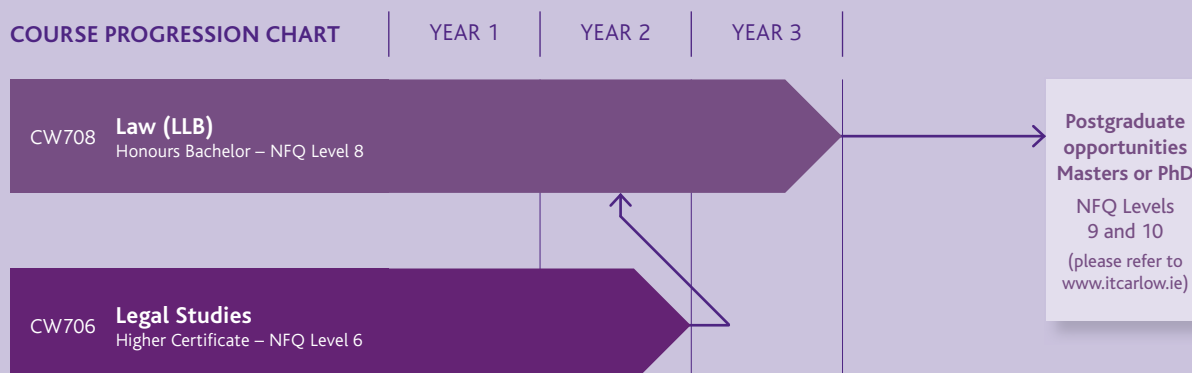 COURSE PROGRESSION CHART
YEAR 1
YEAR 2
YEAR 3
CW708
Law (LLB)
Honours Bachelor – NFQ Level 8
Postgraduate
opportunities
Masters or PhD
NFQ Levels
9 and 10
(please refer to
www.itcarlow.ie)
CW706
Legal Studies
Higher Certificate – NFQ Level 6